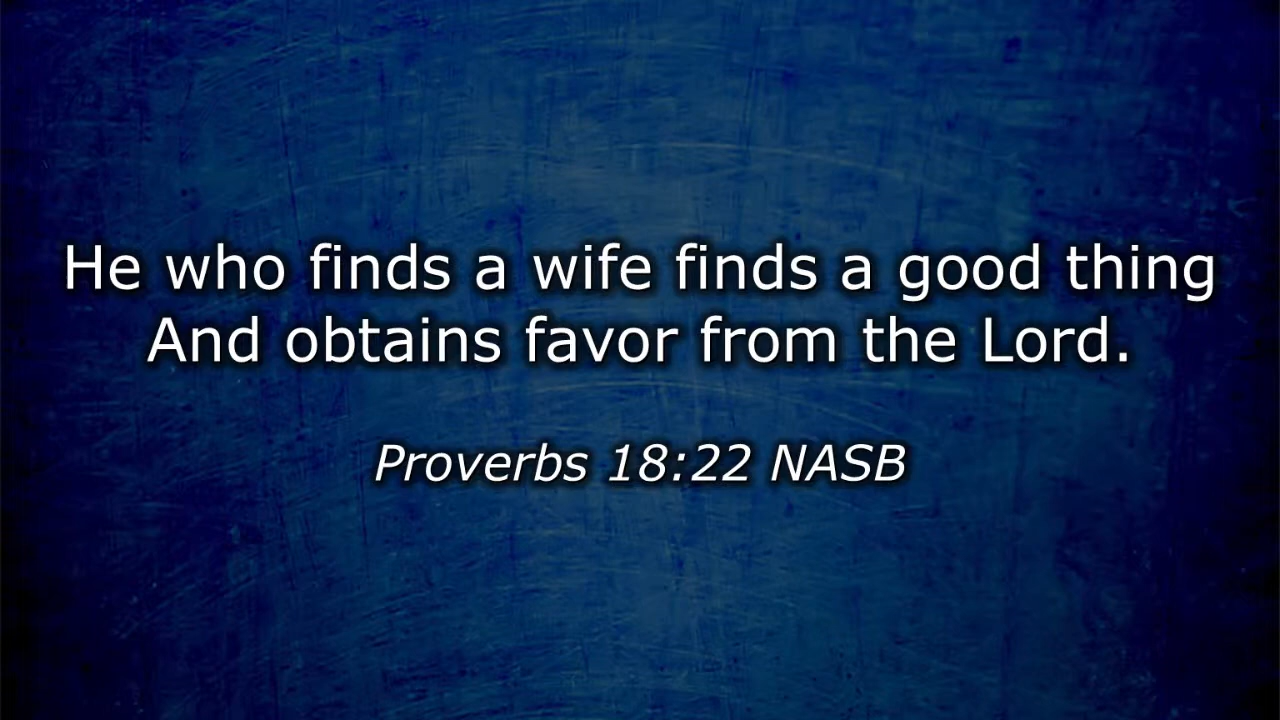 He who finds a wife finds a good thing
And obtains favor from the Lord.
Proverbs 18:22 NASB